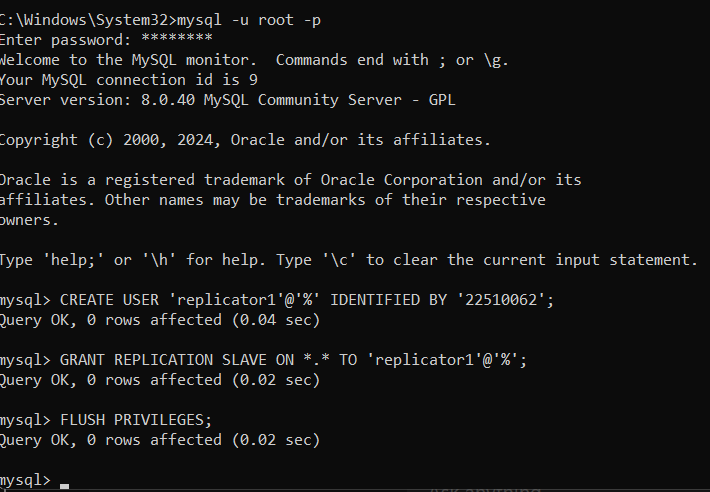 C:\Windows\System32>mysql -u root -p
Enter password: ********
Welcome to the MySQL monitor.  Commands end with ; or \g.
Your MySQL connection id is 9
Server version: 8.0.40 MySQL Community Server - GPL
Copyright (c) 2000, 2024, Oracle and/or its affiliates.
Oracle is a registered trademark of Oracle Corporation and/or its
affiliates. Other names may be trademarks of their respective
owners.
Type 'help;' or '\h' for help. Type '\c' to clear the current input statement.
mysql> CREATE USER 'replicator1'@'%' IDENTIFIED BY '22510062';
Query OK, 0 rows affected (0.04 sec)
mysql> GRANT REPLICATION SLAVE ON *.* TO 'replicator1'@'%';
Query OK, 0 rows affected (0.02 sec)
mysql> FLUSH PRIVILEGES;
Query OK, 0 rows affected (0.02 sec)
mysql>